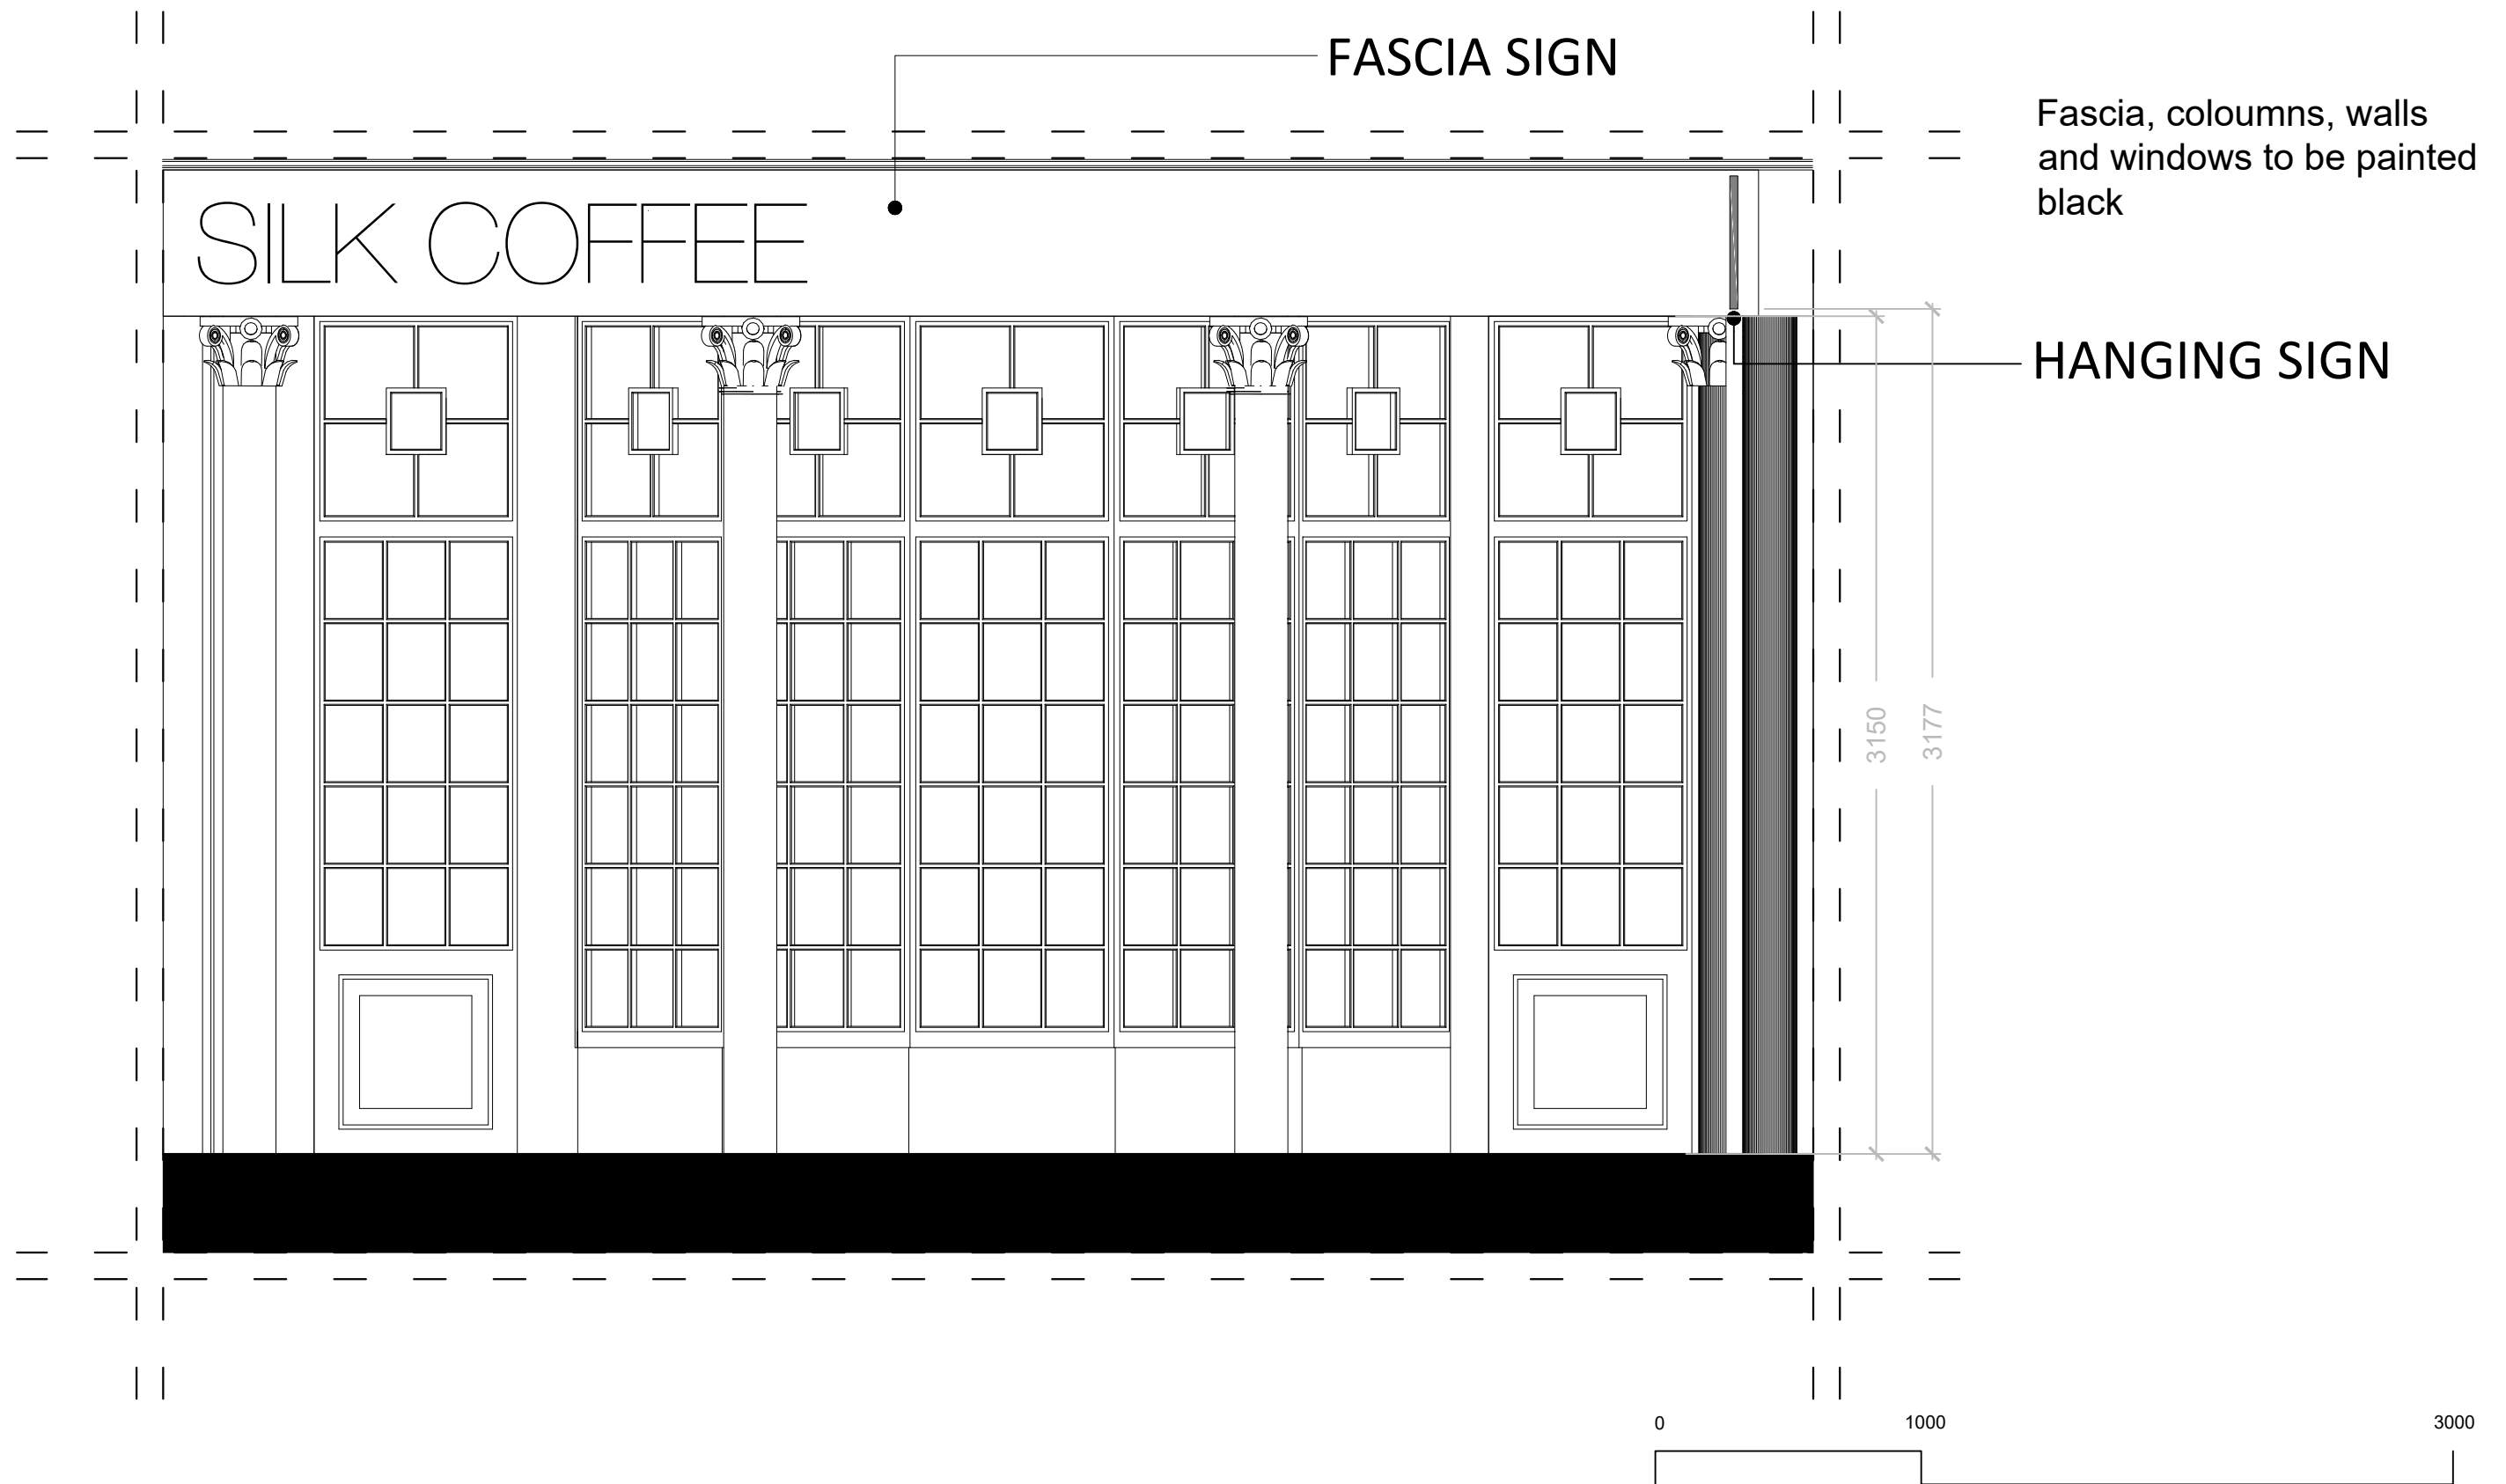 FASCIA SIGN
Fascia, coloumns, walls
and windows to be painted
black
SILK COFFEE
HANGING SIGN
3150
3177
0
1000
3000